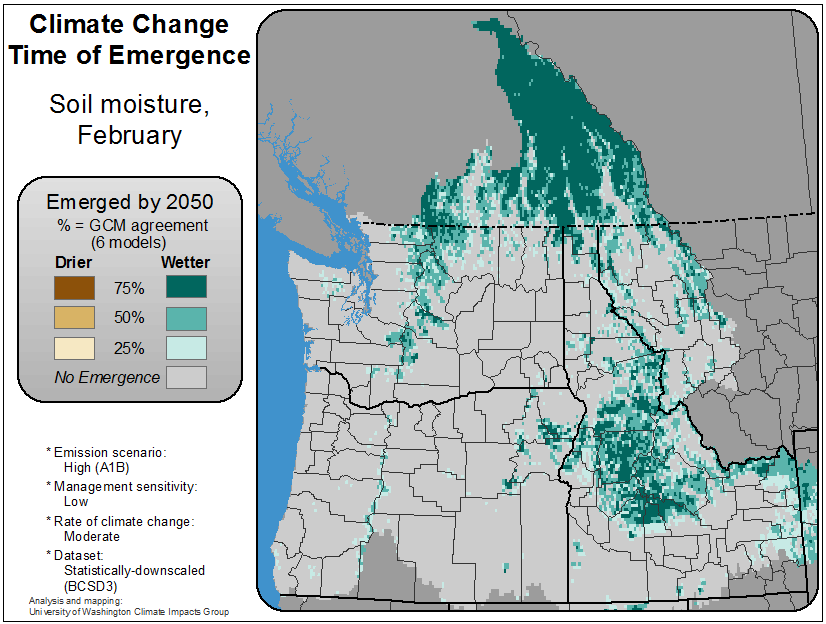 Climate Change
Time of Emergence
Soil moisture,
February
Emerged by 2050
% = GCM agreement
(6 models)
Drier Wetter
75%
50%
25%
No Emergence
* Emission scenario:
High (A1B)
* Management sensitivity:
Low
* Rate of climate change:
Moderate
* Dataset:
Statistically-downscaled
(BCSD3)
Analysis and mapping:
University of Washington Climate Impacts Group